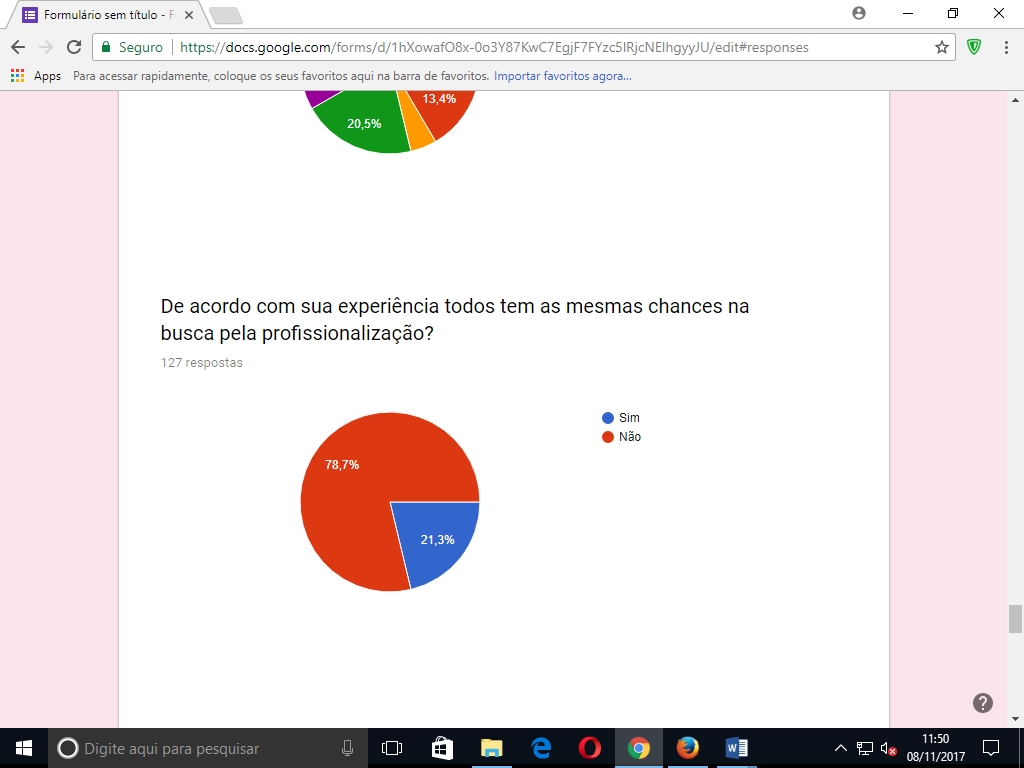 Formulário sem título - F
Seguro
https://docs.google.com/forms/d/1hXowafO8x-0o3Y87KwC7EgjF7FYzc5lRjcNElhgyyJU/edit#responses
Apps
Para acessar rapidamente, coloque os seus favoritos aqui na barra de favoritos. Importar favoritos agora...
13,4%
20,5%
De acordo com sua experiência todos tem as mesmas chances na
busca pela profissionalização?
127 respostas
Sim
Não
78,7%
21,3%
Digite aqui para pesquisar
11:50
08/11/2017